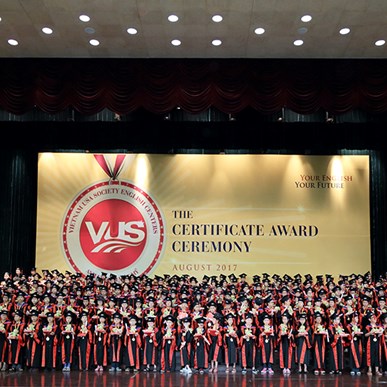 VIETNAM USA SOCIETY ENGLISH CENTERS
VUS
THE
CERTIFICATE AWARD
CEREMONY
AUGUST 2017
YOUR ENGLISH
YOUR FUTURE